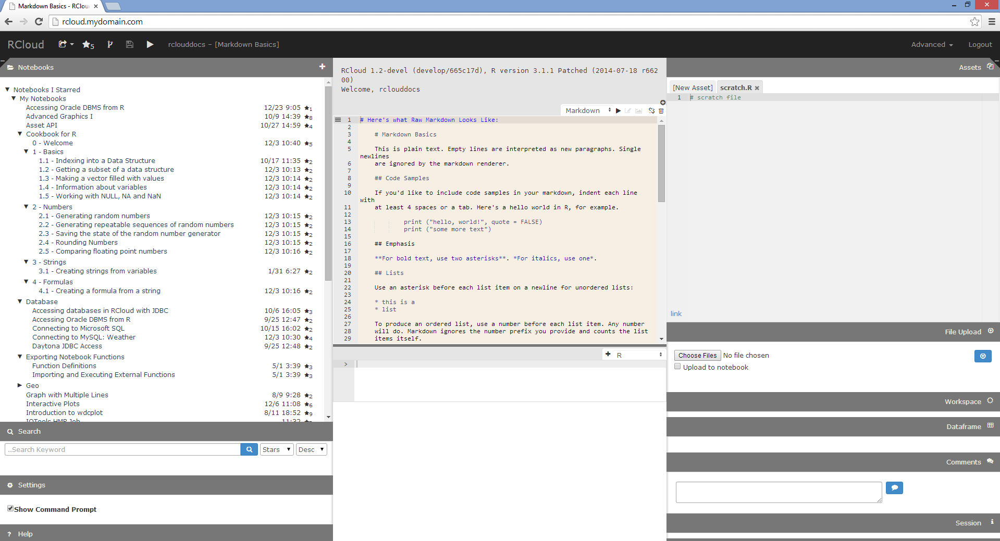 Markdown Basics - RClou
rcloud.mydomain.com
RCloud
5
rclouddocs – [Markdown Basics]
Advanced
Logout
Notebooks
Notebooks I Starred
My Notebooks
Accessing Oracle DBMS from R 12/23 9:05 1
Advanced Graphics I 10/9 14:39 8
Asset API 10/27 14:59 4
Cookbook for R
0 - Welcome 12/3 10:40 5
1 - Basics
1.1 - Indexing into a Data Structure 10/17 11:35 2
1.2 - Getting a subset of a data structure 12/3 10:13 2
1.3 - Making a vector filled with values 12/3 10:14 2
1.4 - Information about variables 12/3 10:14 2
1.5 - Working with NULL, NA and NaN 12/3 10:14 2
2 - Numbers
2.1 - Generating random numbers 12/3 10:15 2
2.2 - Generating repeatable sequences of random numbers 12/3 10:15 2
2.3 - Saving the state of the random number generator 12/3 10:15 2
2.4 - Rounding Numbers 12/3 10:15 2
2.5 - Comparing floating point numbers 12/3 10:16 2
3 - Strings
3.1 - Creating strings from variables 1/31 6:27 2
4 - Formulas
4.1 - Creating a formula from a string 12/3 10:16 2
Database
Accessing databases in RCloud with JDBC 10/6 16:05 3
Accessing Oracle DBMS from R 9/25 12:47 2
Connecting to Microsoft SQL 10/15 16:02 2
Connecting to MySQL: Weather 12/3 10:30 4
Daytona JDBC Access 9/25 12:48 2
Exporting Notebook Functions
Function Definitions 5/1 3:39 3
Importing and Executing External Functions 5/1 3:39 3
Geo
Graph with Multiple Lines 8/9 9:28 2
Interactive Plots 12/6 11:08 6
Introduction to wdcplot 8/11 18:52 9
IOTools HMR Job 11:32
Search
..Search Keyword
Stars
Desc
Settings
Show Command Prompt
? Help
RCloud 1.2-devel (develop/665c17d), R version 3.1.1 Patched (2014-07-18 r662
00)
Welcome, rclouddocs
Markdown
1 # Here's what Raw Markdown Looks Like:
2
3 # Markdown Basics
4
5 This is plain text. Empty lines are interpreted as new paragraphs. Single
newlines
6 are ignored by the markdown renderer.
7
8 ## Code Samples
9
10 If you'd like to include code samples in your markdown, indent each line
with
11 at least 4 spaces or a tab. Here's a hello world in R, for example.
12
13 print ("hello, world!", quote = FALSE)
14 print ("some more text")
15
16 ## Emphasis
17
18 **For bold text, use two asterisks**. *For italics, use one*.
19
20 ## Lists
21
22 Use an asterisk before each list item on a newline for unordered lists:
23
24 * this is a
25 * list
26
27 To produce an ordered list, use a number before each list item. Any number
28 will do. Markdown ignores the number prefix you provide and counts the list
29 items itself.
R
>
Assets
[New Asset] scratch.R
1 # scratch file
link
File Upload
Choose Files No file chosen
Upload to notebook
Workspace
Dataframe
Comments
Session